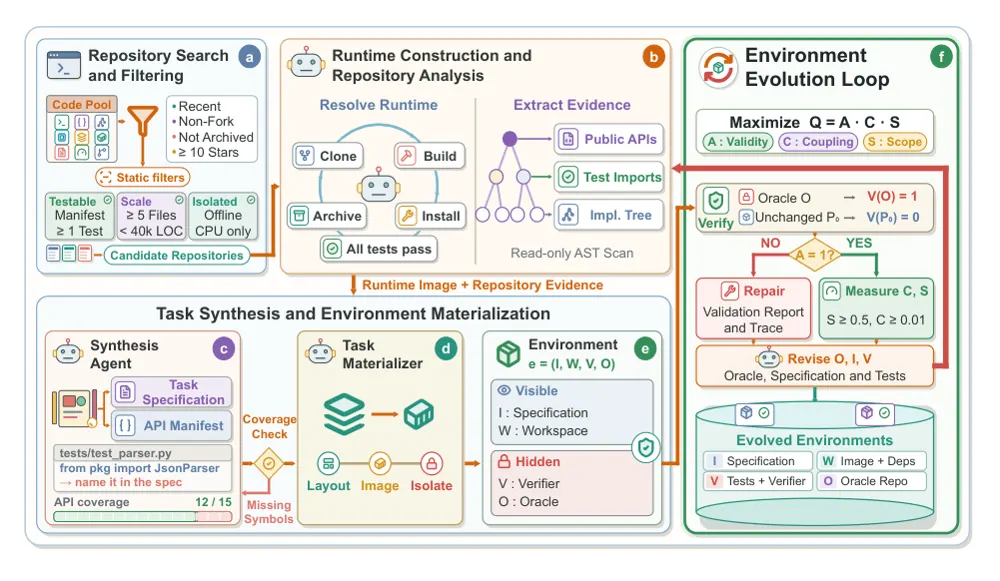 Repository Search
and Filtering
a
Code Pool
• Recent
• Non-Fork
• Not Archived
• ≥ 10 Stars
Static filters
Testable
Manifest
≥ 1 Test
Scale
≥ 5 Files
< 40k LOC
Isolated
Offline
CPU only
Candidate Repositories
Runtime Construction and
Repository Analysis
b
Resolve Runtime
Clone
Build
Archive
Install
All tests pass
Extract Evidence
Public APIs
Test Imports
Impl. Tree
Read-only AST Scan
Runtime Image + Repository Evidence
Task Synthesis and Environment Materialization
Synthesis
Agent
c
Task
Specification
API Manifest
tests/test_parser.py
from pkg import JsonParser
→ name it in the spec
API coverage 12 / 15
Coverage
Check
Missing
Symbols
Task
Materializer
d
Layout
Image
Isolate
Environment
e = (I, W, V, O)
e
Visible
I : Specification
W : Workspace
Hidden
V : Verifier
O : Oracle
Environment
Evolution Loop
f
Maximize Q = A · C · S
A : Validity
C : Coupling
S : Scope
Verify
Oracle O → V(O) = 1
Unchanged P₀ → V(P₀) = 0
NO
A = 1?
YES
Repair
Validation Report
and Trace
Measure C, S
S ≥ 0.5, C ≥ 0.01
Revise O, I, V
Oracle, Specification and Tests
Evolved Environments
I Specification
W Image + Deps
V Tests + Verifier
O Oracle Repo